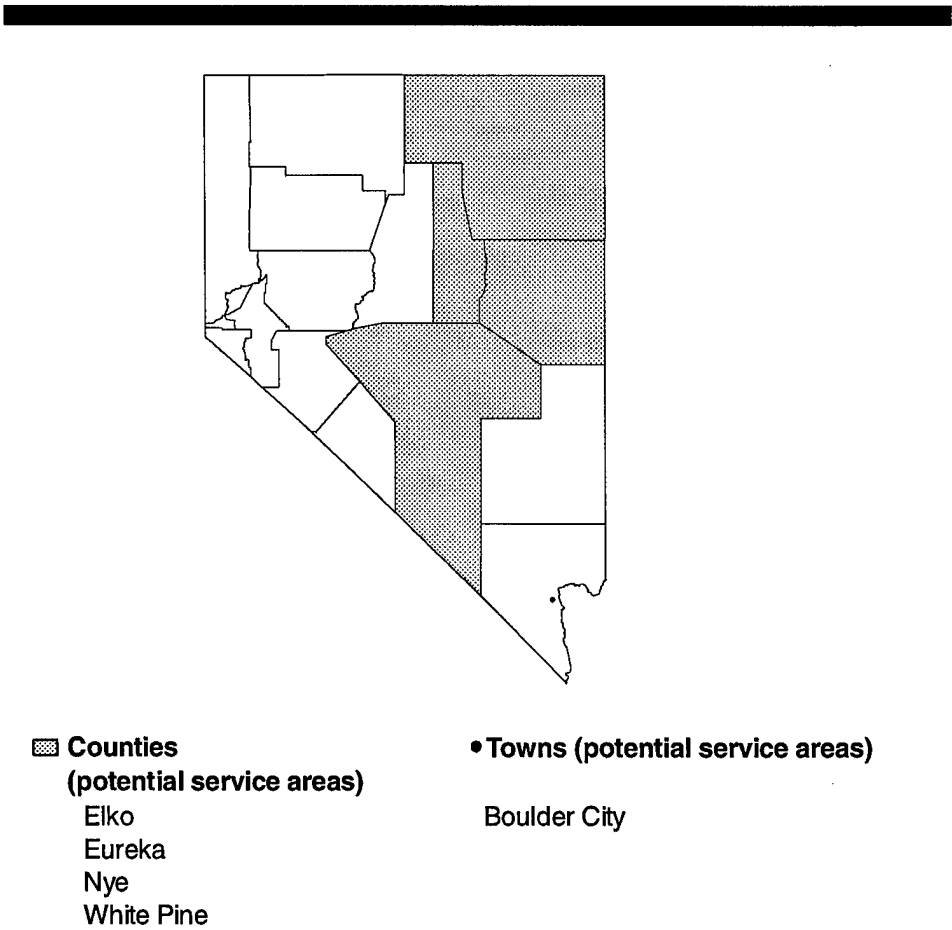 Counties
(potential service areas)
Elko
Eureka
Nye
White Pine
• Towns (potential service areas)
Boulder City